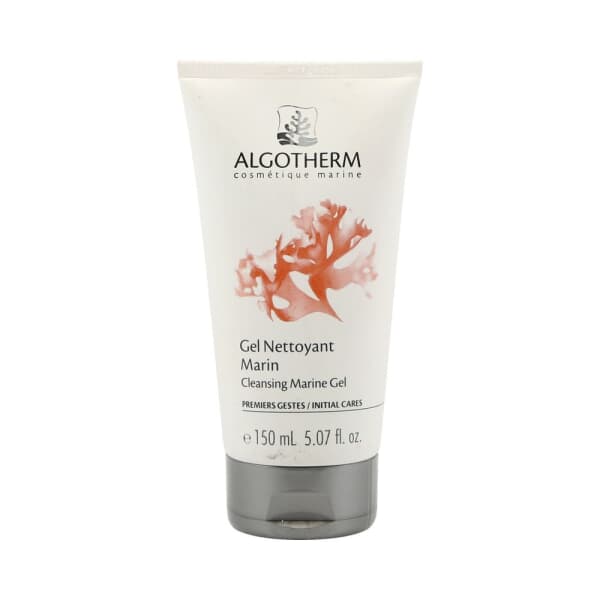 ALGOTHERM
cosmétique marine
Gel Nettoyant
Marin
Cleansing Marine Gel
PREMIERS GESTES / INITIAL CARES
e 150 mL 5.07 fl. oz.